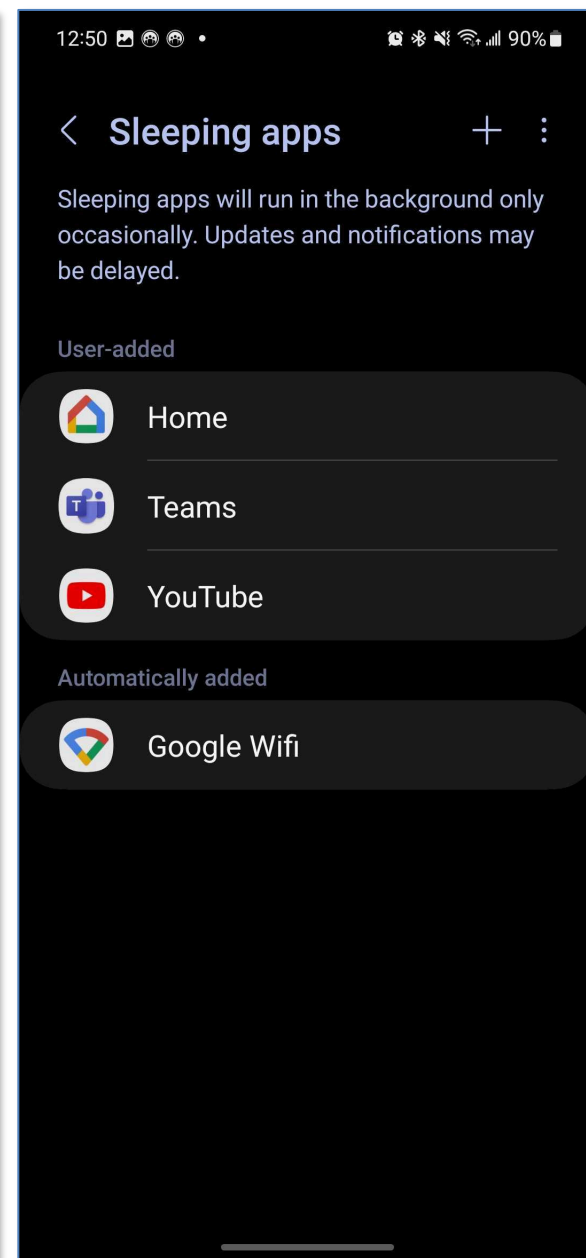 12:50 90%
Sleeping apps
Sleeping apps will run in the background only
occasionally. Updates and notifications may
be delayed.
User-added
Home
T
Teams
YouTube
Automatically added
Google Wifi